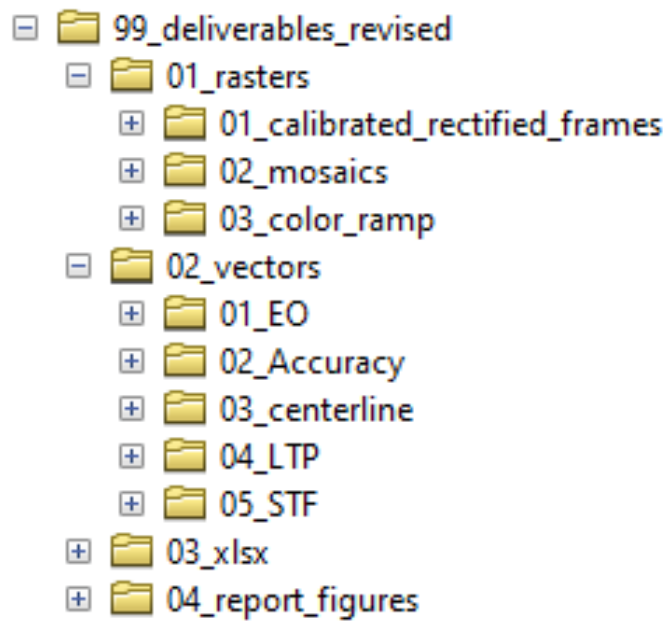 99_deliverables_revised
01_rasters
01_calibrated_rectified_frames
02_mosaics
03_color_ramp
02_vectors
01_EO
02_Accuracy
03_centerline
04_LTP
05_STF
03_xlsx
04_report_figures